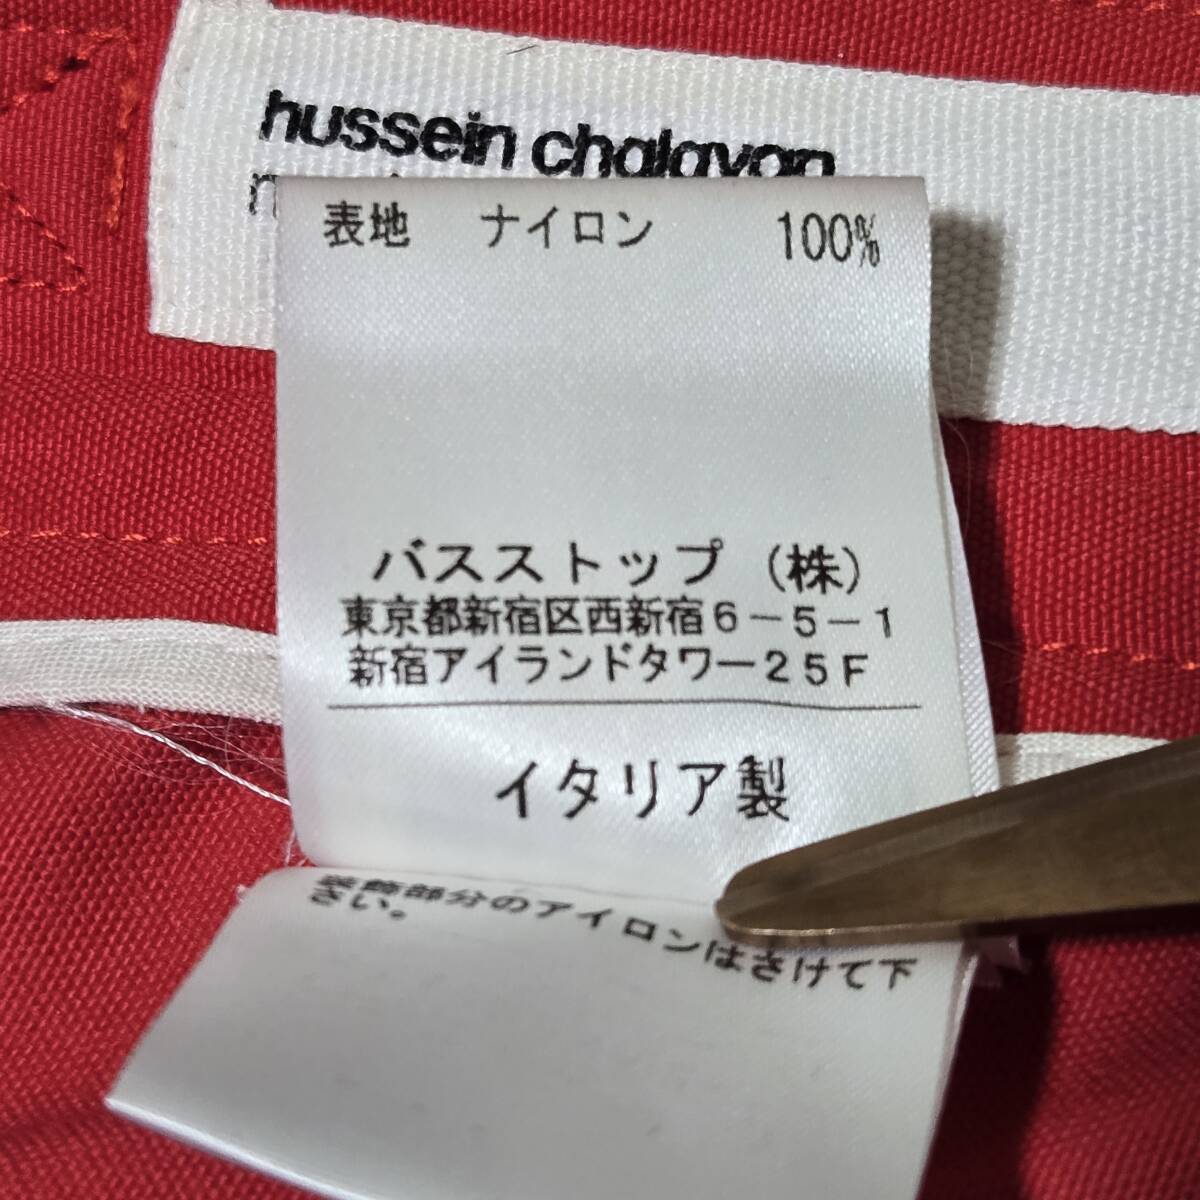 hussein chalayan
表地 ナイロン 100%
バスストップ(株)
東京都新宿区西新宿6-5-1
新宿アイランドタワー25F
イタリア製
装飾部分のアイロンはさけて下
さい。